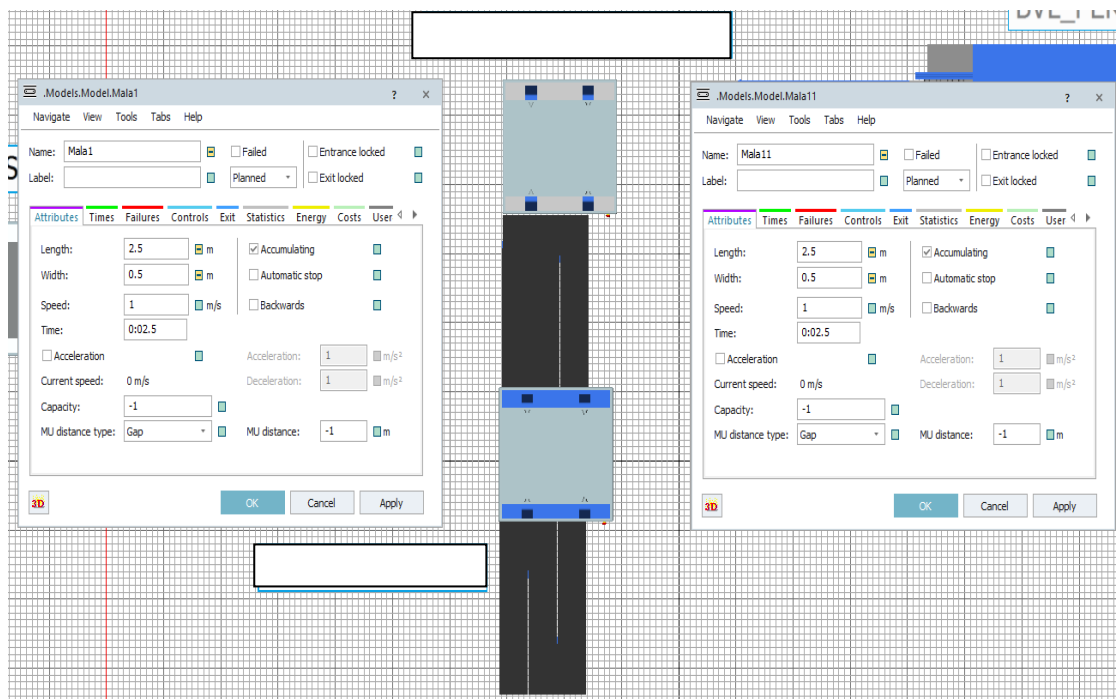 .Models.Model.Mala1 ? ×
Navigate View Tools Tabs Help
Name: Mala1 Failed Entrance locked
Label: Planned Exit locked
Attributes Times Failures Controls Exit Statistics Energy Costs User
Length: 2.5 m Accumulating
Width: 0.5 m Automatic stop
Speed: 1 m/s Backwards
Time: 0:02.5
Acceleration Acceleration: 1 m/s²
Current speed: 0 m/s Deceleration: 1 m/s²
Capacity: -1
MU distance type: Gap MU distance: -1 m
3D OK Cancel Apply
.Models.Model.Mala11 ? ×
Navigate View Tools Tabs Help
Name: Mala11 Failed Entrance locked
Label: Planned Exit locked
Attributes Times Failures Controls Exit Statistics Energy Costs User
Length: 2.5 m Accumulating
Width: 0.5 m Automatic stop
Speed: 1 m/s Backwards
Time: 0:02.5
Acceleration Acceleration: 1 m/s²
Current speed: 0 m/s Deceleration: 1 m/s²
Capacity: -1
MU distance type: Gap MU distance: -1 m
3D OK Cancel Apply